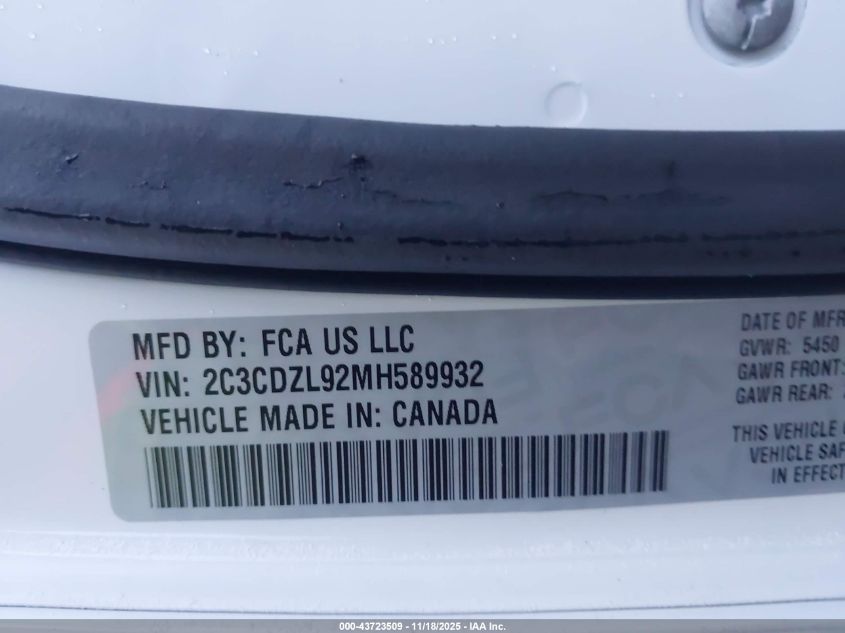 MFD BY: FCA US LLC
VIN: 2C3CDZL92MH589932
VEHICLE MADE IN: CANADA
DATE OF MFR
GVWR: 5450
GAWR FRONT:
GAWR REAR:
THIS VEHICLE
VEHICLE SAF
IN EFFECT
000-43723509 - 11/18/2025 - IAA Inc.